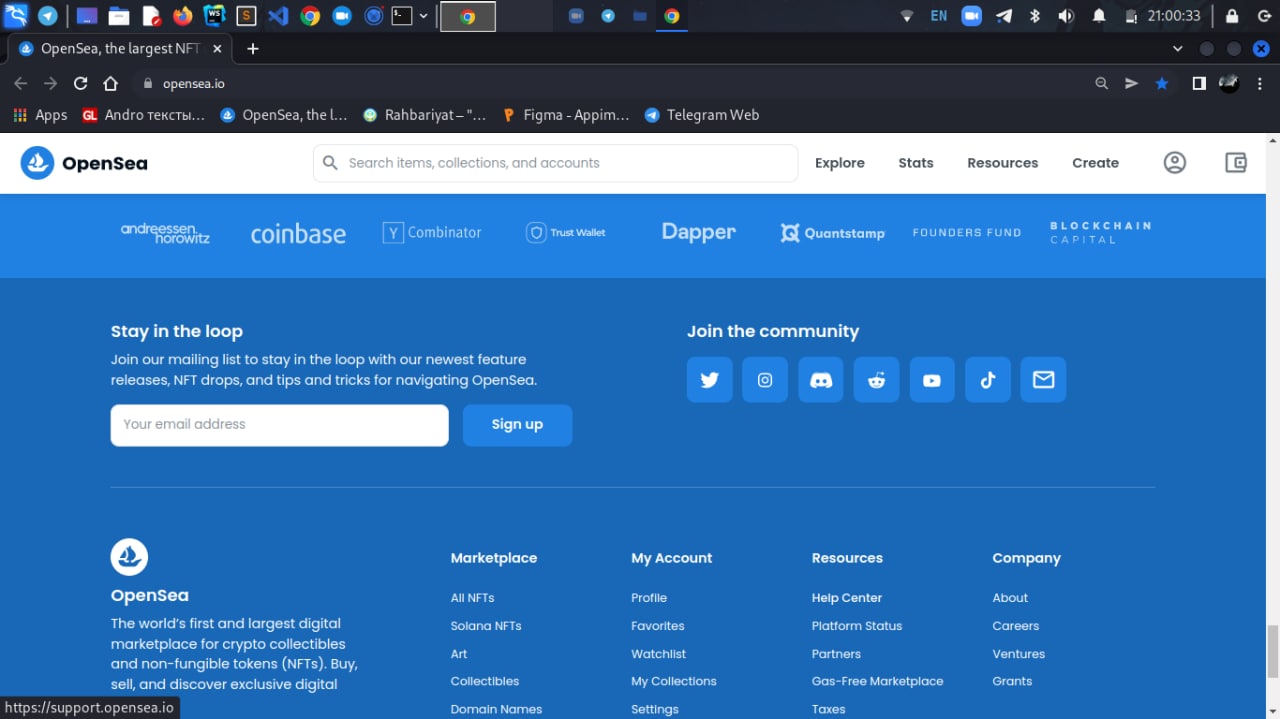 EN
21:00:33
OpenSea, the largest NFT
opensea.io
Apps
GL Andro тексты...
OpenSea, the l...
Rahbariyat – "...
Figma - Appim...
Telegram Web
OpenSea
Search items, collections, and accounts
Explore
Stats
Resources
Create
andreessen. horowitz
coinbase
Y Combinator
Trust Wallet
Dapper
Quantstamp
FOUNDERS FUND
BLOCKCHAIN
CAPITAL
Stay in the loop
Join our mailing list to stay in the loop with our newest feature
releases, NFT drops, and tips and tricks for navigating OpenSea.
Your email address
Sign up
Join the community
OpenSea
The world's first and largest digital
marketplace for crypto collectibles
and non-fungible tokens (NFTs). Buy,
sell, and discover exclusive digital
Marketplace
All NFTs
Solana NFTs
Art
Collectibles
Domain Names
My Account
Profile
Favorites
Watchlist
My Collections
Settings
Resources
Help Center
Platform Status
Partners
Gas-Free Marketplace
Taxes
Company
About
Careers
Ventures
Grants
https://support.opensea.io